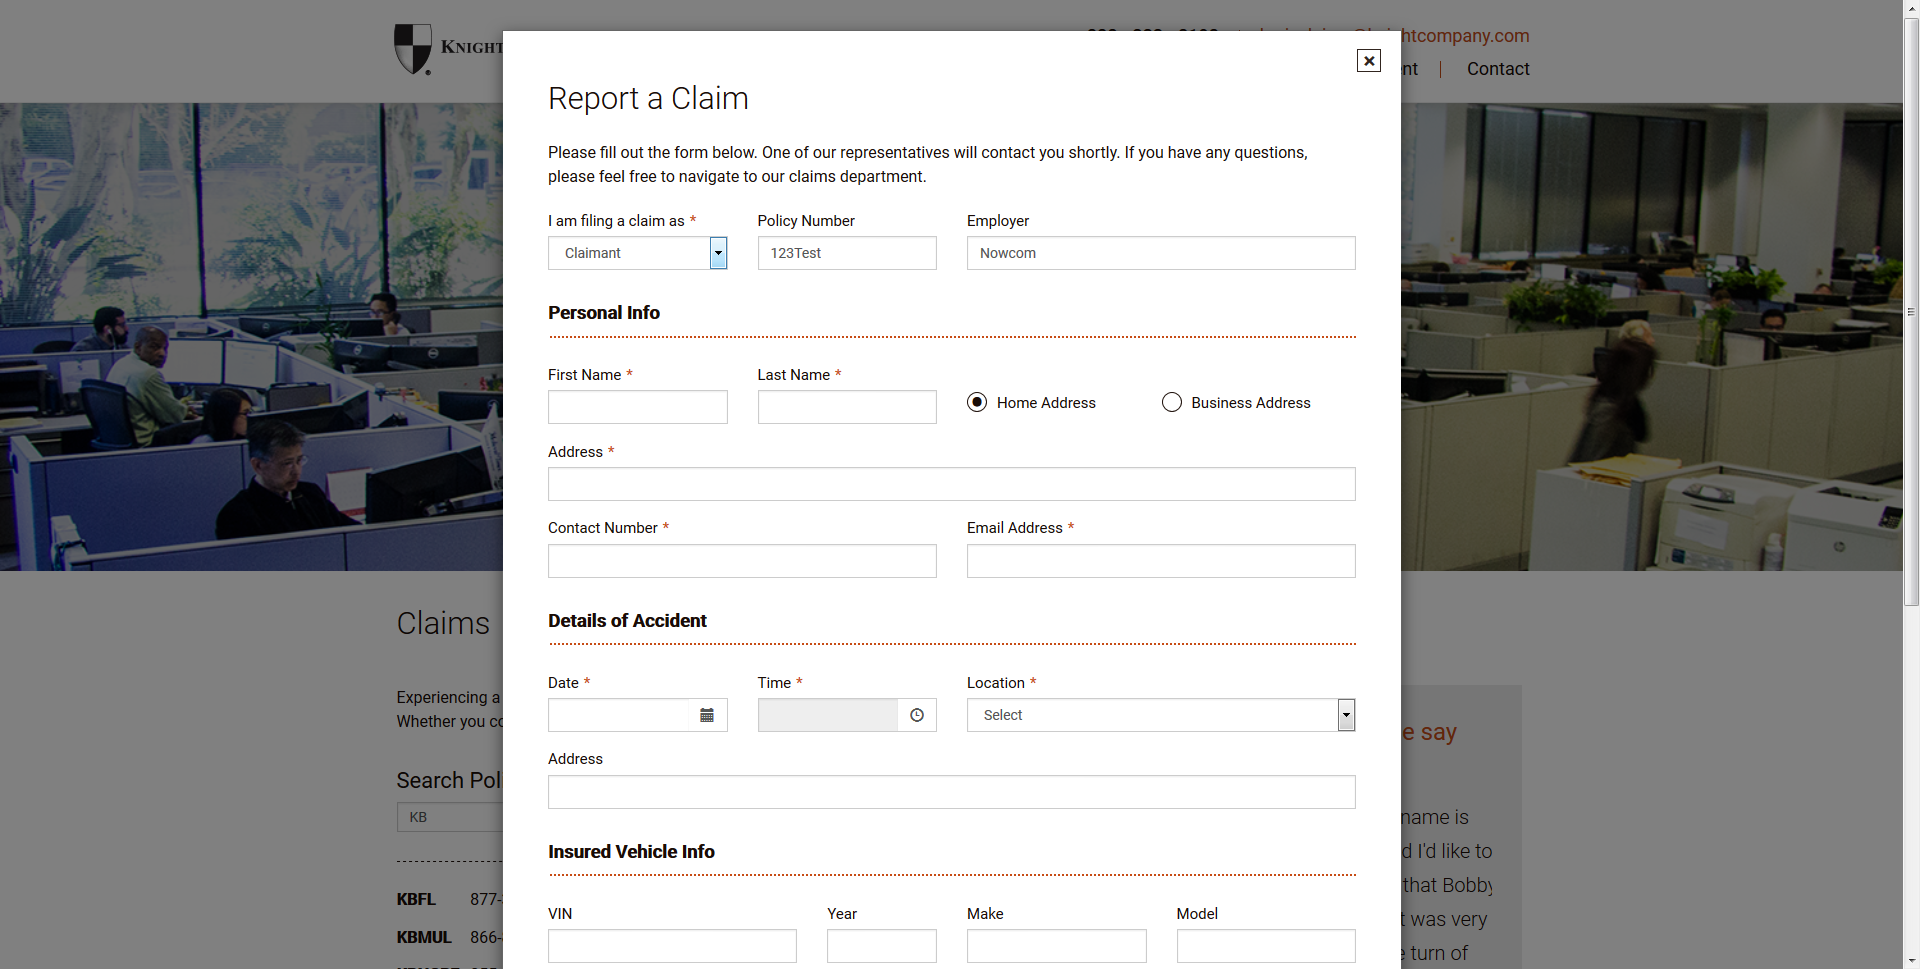 KNIGHT
htcompany.com
nt | Contact
Report a Claim
Please fill out the form below. One of our representatives will contact you shortly. If you have any questions,
please feel free to navigate to our claims department.
I am filing a claim as * Policy Number Employer
Claimant 123Test Nowcom
Personal Info
First Name * Last Name *
Home Address Business Address
Address *
Contact Number * Email Address *
Details of Accident
Date * Time * Location *
Select
Address
Insured Vehicle Info
VIN Year Make Model
Claims
Experiencing a
Whether you co
Search Pol
KB
KBFL 877-
KBMUL 866-
e say
name is
d I'd like to
that Bobby
t was very
e turn of